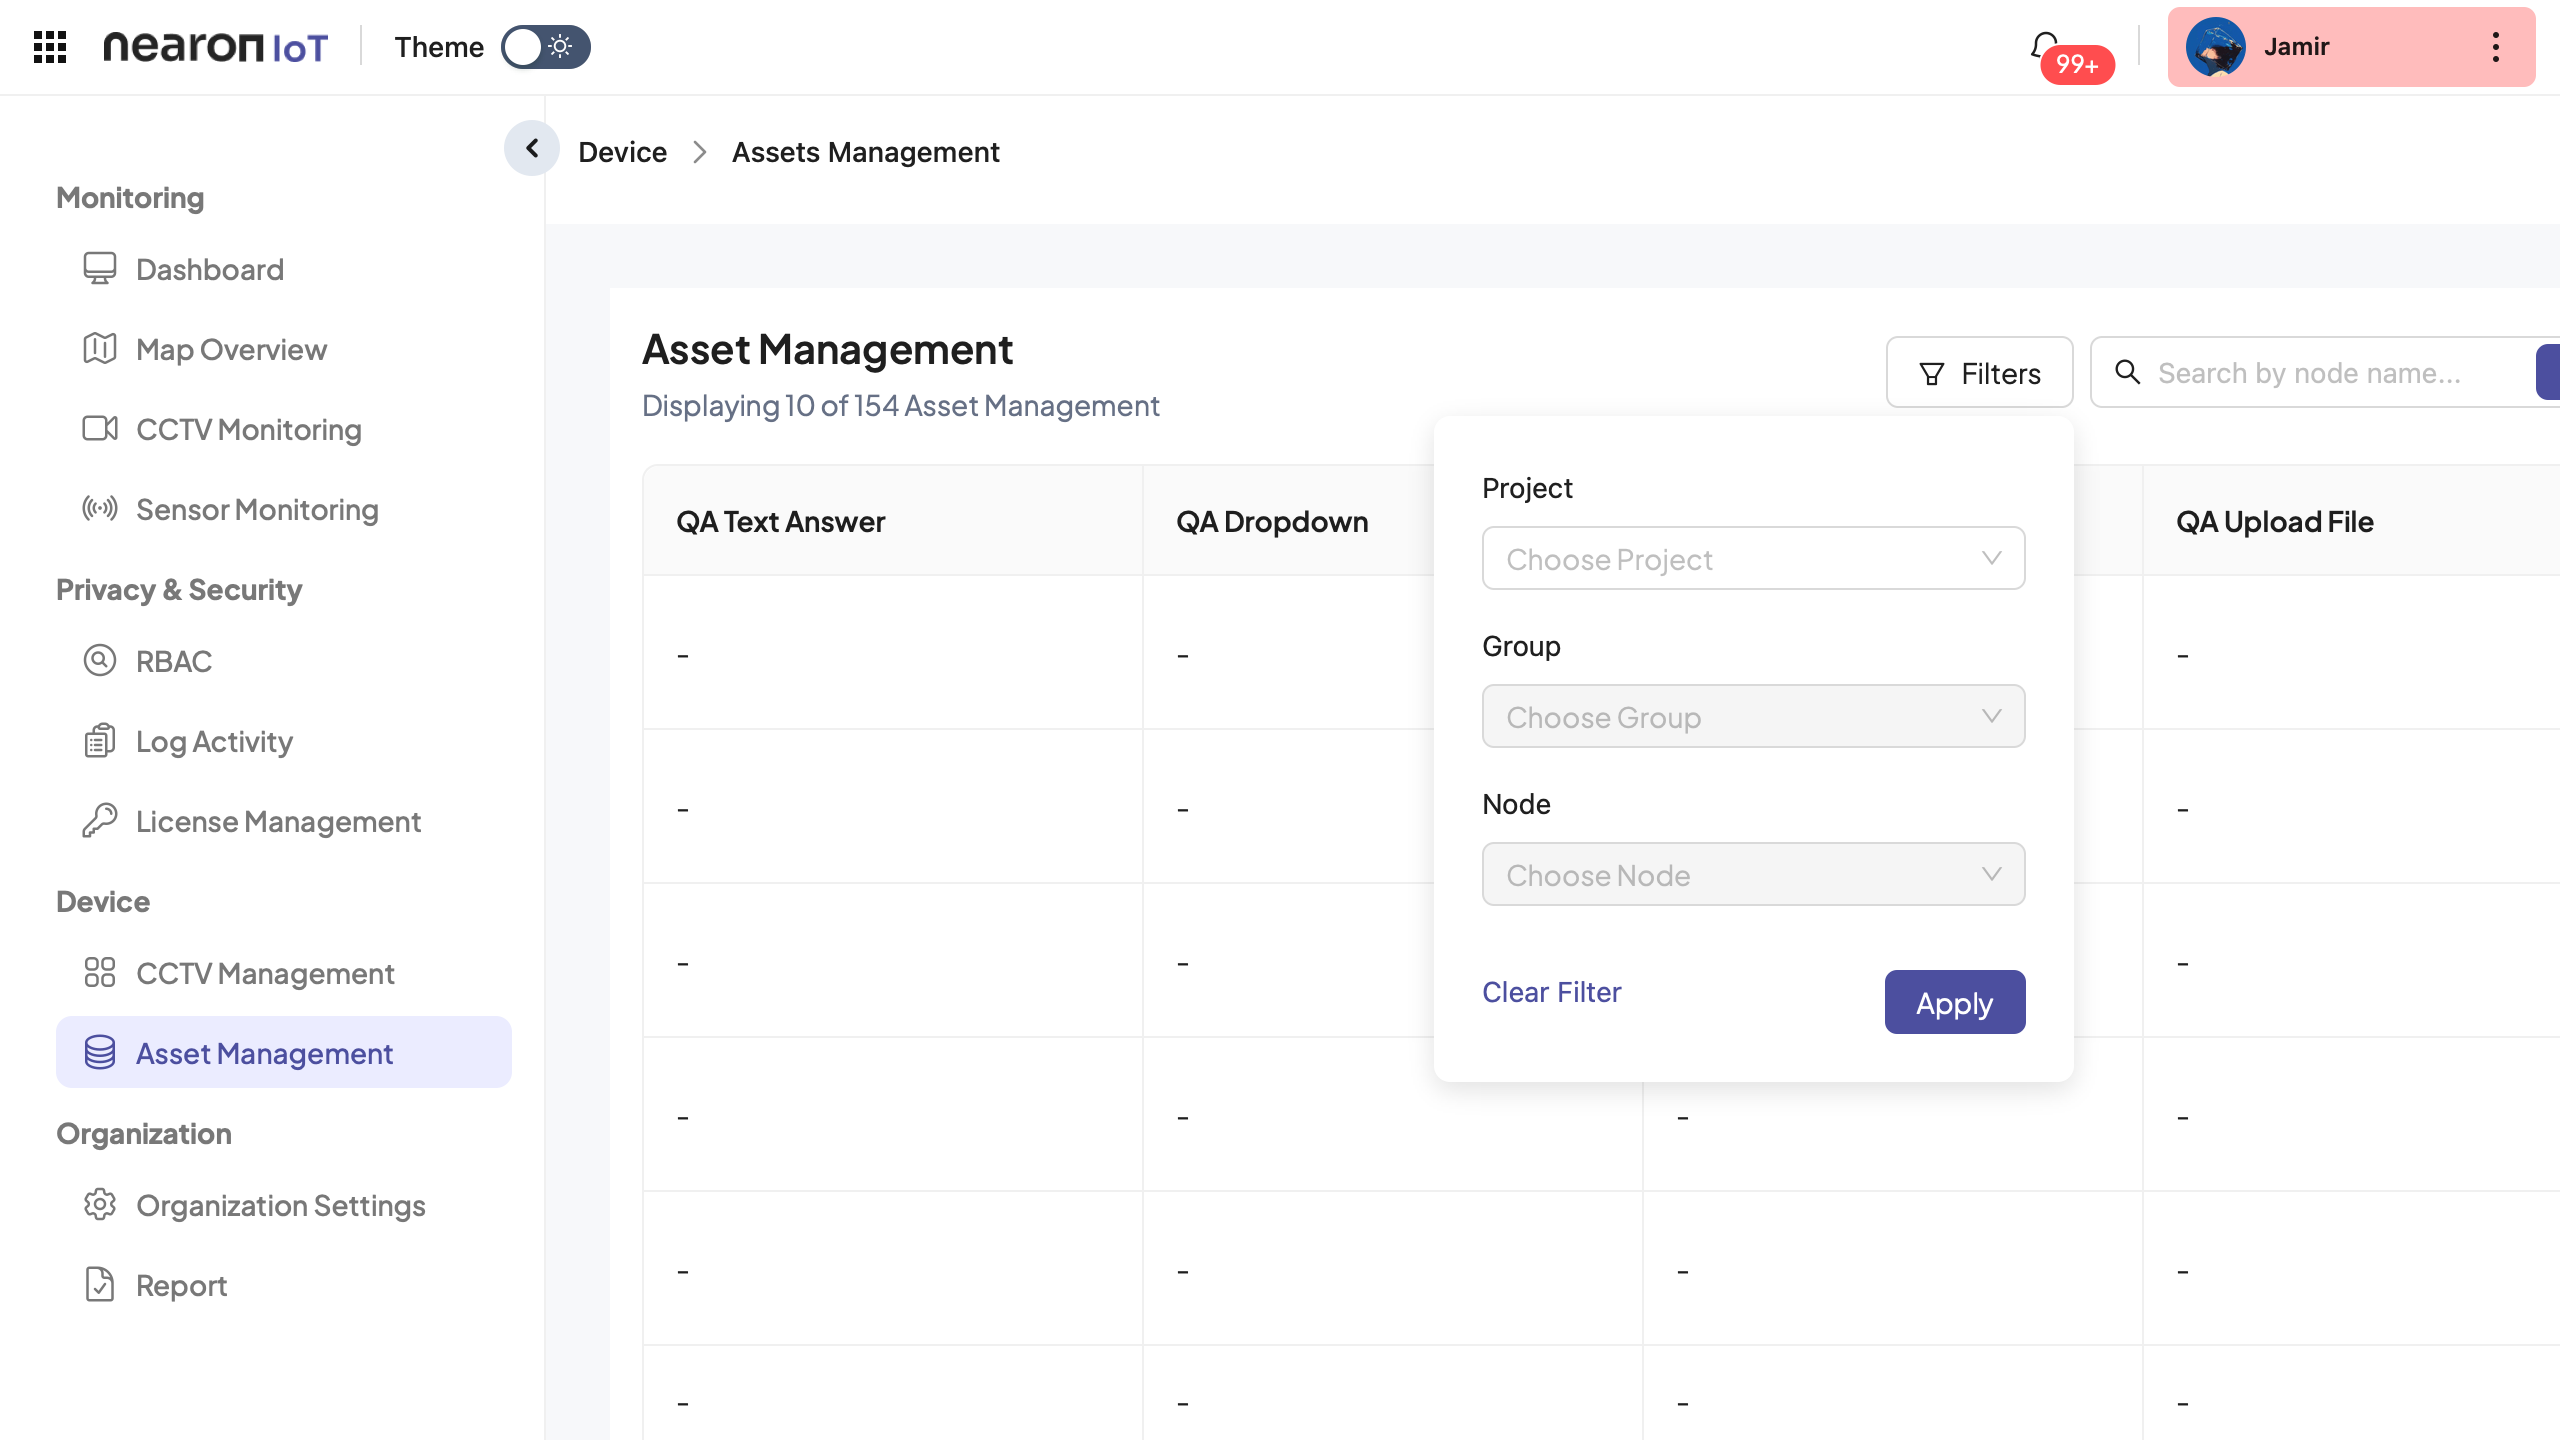 nearon IoT
Theme
99+
Jamir
Device > Assets Management
Monitoring
Dashboard
Map Overview
CCTV Monitoring
Sensor Monitoring
Privacy & Security
RBAC
Log Activity
License Management
Device
CCTV Management
Asset Management
Organization
Organization Settings
Report
Asset Management
Displaying 10 of 154 Asset Management
Filters
Search by node name...
QA Text Answer
QA Dropdown
QA Upload File
- - -
- - -
- - -
- - - -
- - - -
- - - -
Project
Choose Project
Group
Choose Group
Node
Choose Node
Clear Filter
Apply